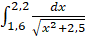 ∫_{1,6}^{2,2} dx / √(x²+2,5)